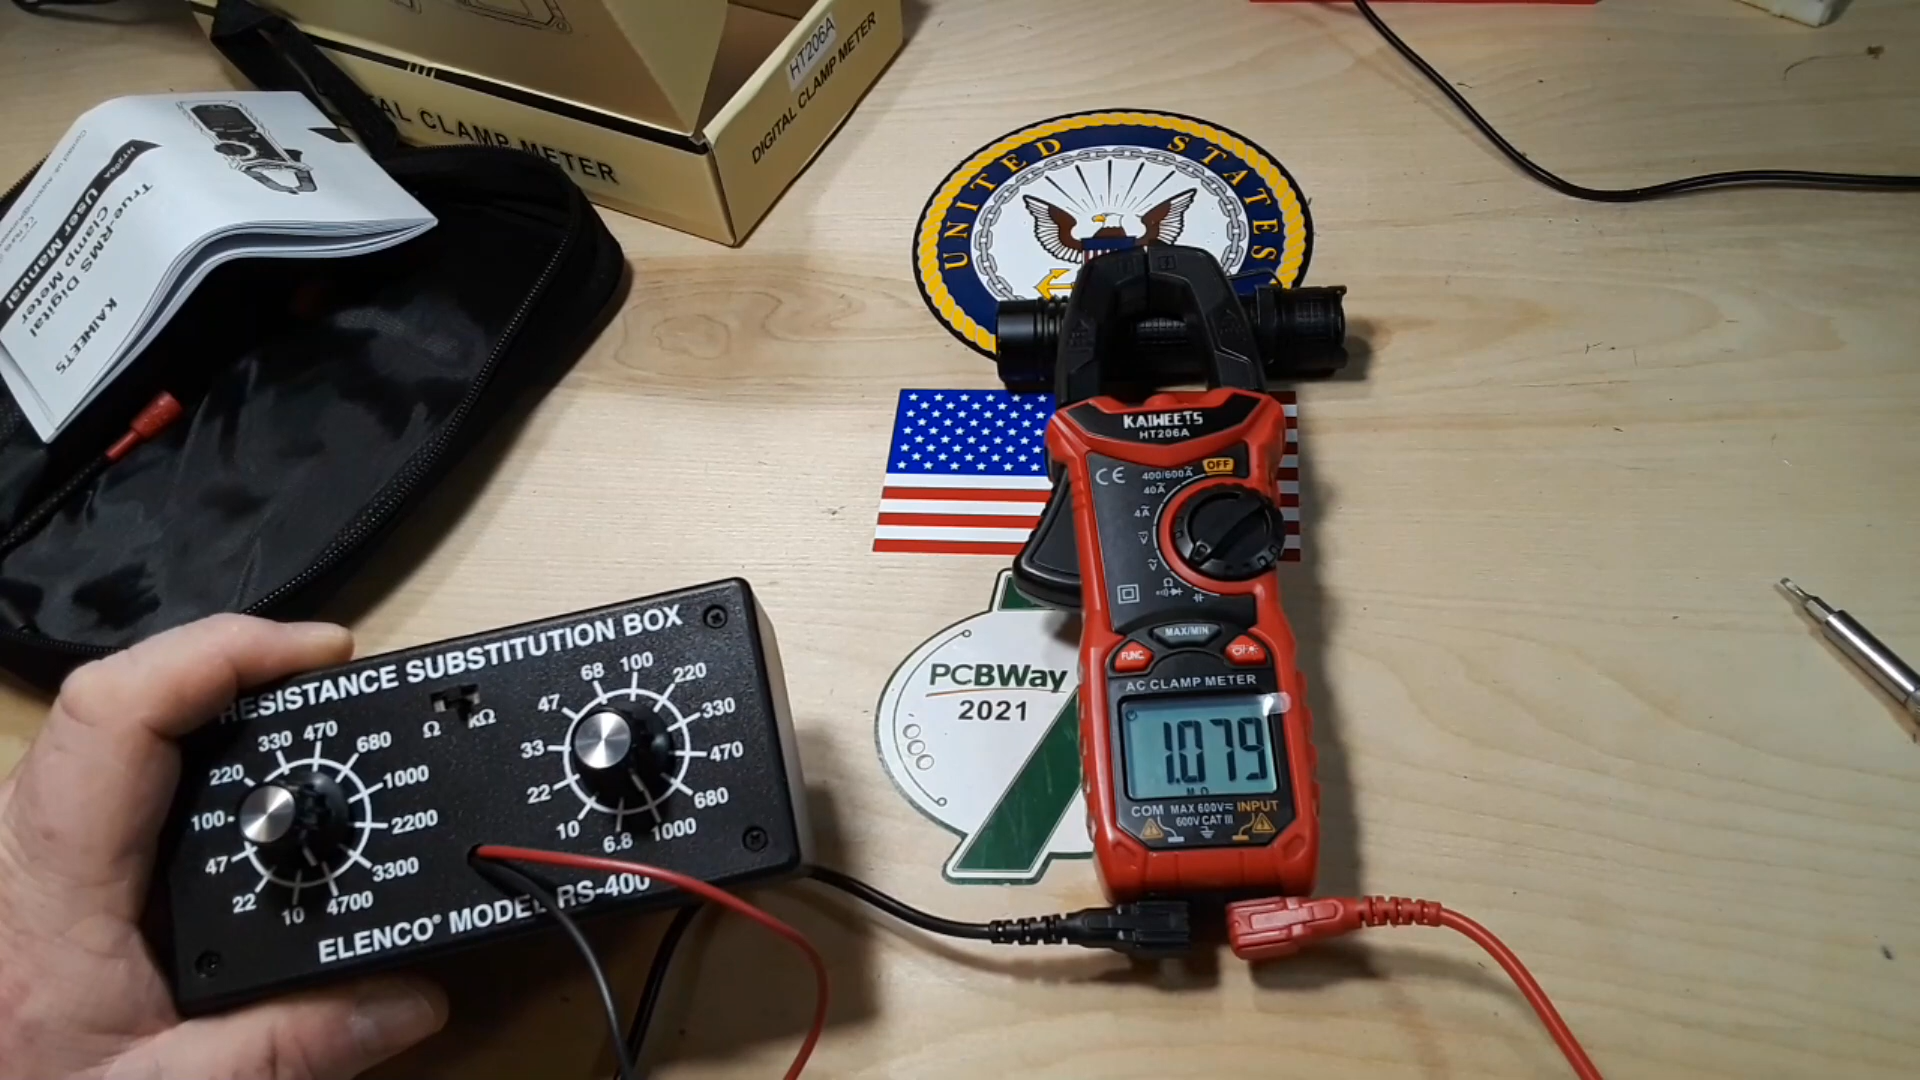 HT206A
DIGITAL CLAMP METER
AL CLAMP METER
HT206A User Manual
True-RMS Digital
Clamp Meter
KAIWEETS
UNITED STATES
KAIWEETS
HT206A
CE
OFF
400/600A
40A
4A
V
V
Ω
MAX/MIN
FUNC.
AC CLAMP METER
1.079
MΩ
COM MAX 600V INPUT
600V CAT III
PCBWay
2021
RESISTANCE SUBSTITUTION BOX
Ω kΩ
10
22
47
100
220
330
470
680
1000
2200
3300
4700
6.8
10
22
33
47
68
100
220
330
470
680
1000
ELENCO® MODEL RS-400